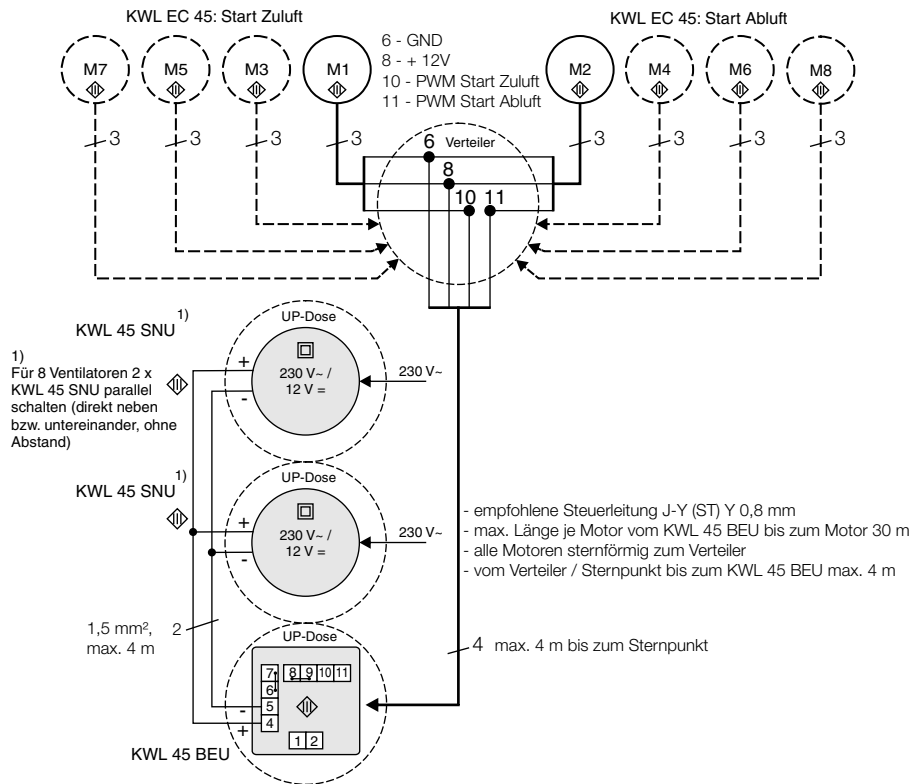 KWL EC 45: Start Zuluft
KWL EC 45: Start Abluft
M7
M5
M3
M1
6 - GND
8 - + 12V
10 - PWM Start Zuluft
11 - PWM Start Abluft
M2
M4
M6
M8
3
3
3
3
3
3
3
3
6
Verteiler
8
10
11
KWL 45 SNU 1)
UP-Dose
+
-
230 V~ /
12 V =
230 V~
1)
Für 8 Ventilatoren 2 x
KWL 45 SNU parallel
schalten (direkt neben
bzw. untereinander, ohne
Abstand)
KWL 45 SNU 1)
UP-Dose
+
-
230 V~ /
12 V =
230 V~
- empfohlene Steuerleitung J-Y (ST) Y 0,8 mm
- max. Länge je Motor vom KWL 45 BEU bis zum Motor 30 m
- alle Motoren sternförmig zum Verteiler
- vom Verteiler / Sternpunkt bis zum KWL 45 BEU max. 4 m
1,5 mm²,
max. 4 m
2
UP-Dose
4 max. 4 m bis zum Sternpunkt
7
8 9 10 11
6
- 5
+ 4
1 2
KWL 45 BEU